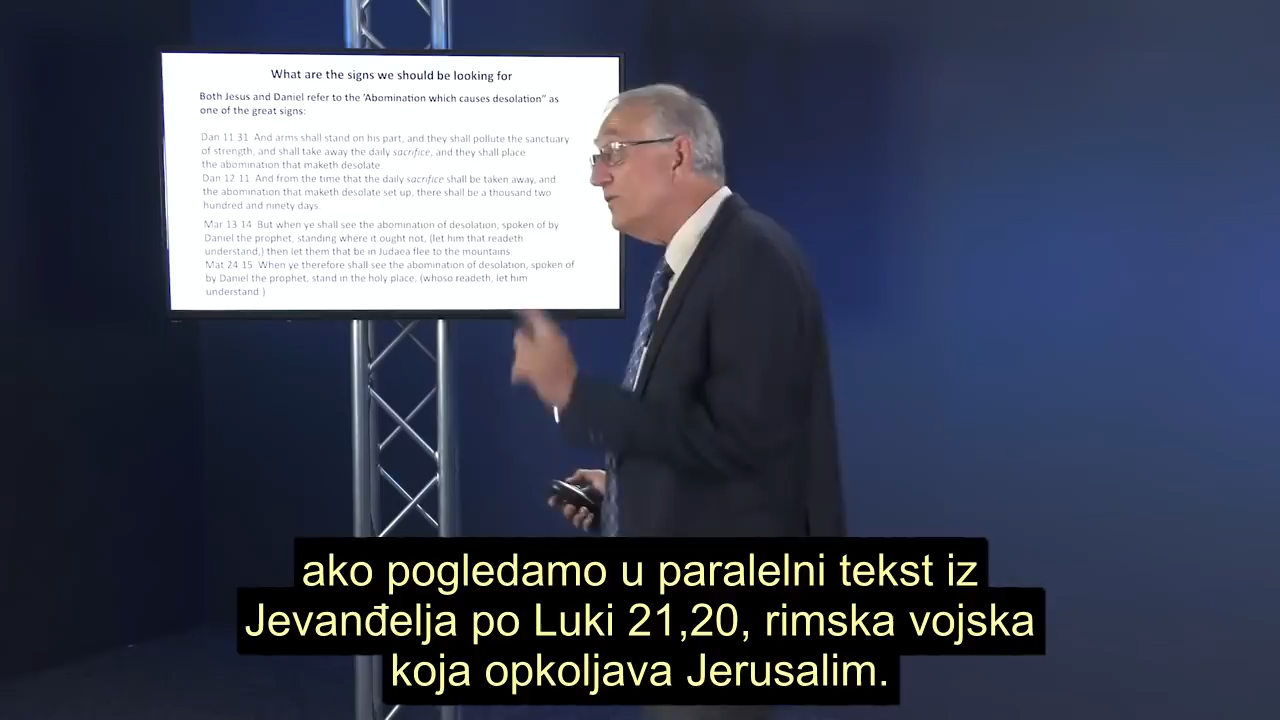 What are the signs we should be looking for
Both Jesus and Daniel refer to the 'Abomination which causes desolation" as
one of the great signs:
Dan 11 31 And arms shall stand on his part, and they shall pollute the sanctuary
of strength, and shall take away the daily sacrifice, and they shall place
the abomination that maketh desolate.
Dan 12 11 And from the time that the daily sacrifice shall be taken away, and
the abomination that maketh desolate set up, there shall be a thousand two
hundred and ninety days.
Mar 13 14 But when ye shall see the abomination of desolation, spoken of by
Daniel the prophet, standing where it ought not, (let him that readeth
understand,) then let them that be in Judaea flee to the mountains.
Mat 24 15 When ye therefore shall see the abomination of desolation, spoken of
by Daniel the prophet, stand in the holy place, (whoso readeth, let him
understand.)
ako pogledamo u paralelni tekst iz
Jevanđelja po Luki 21,20, rimska vojska
koja opkoljava Jerusalim.